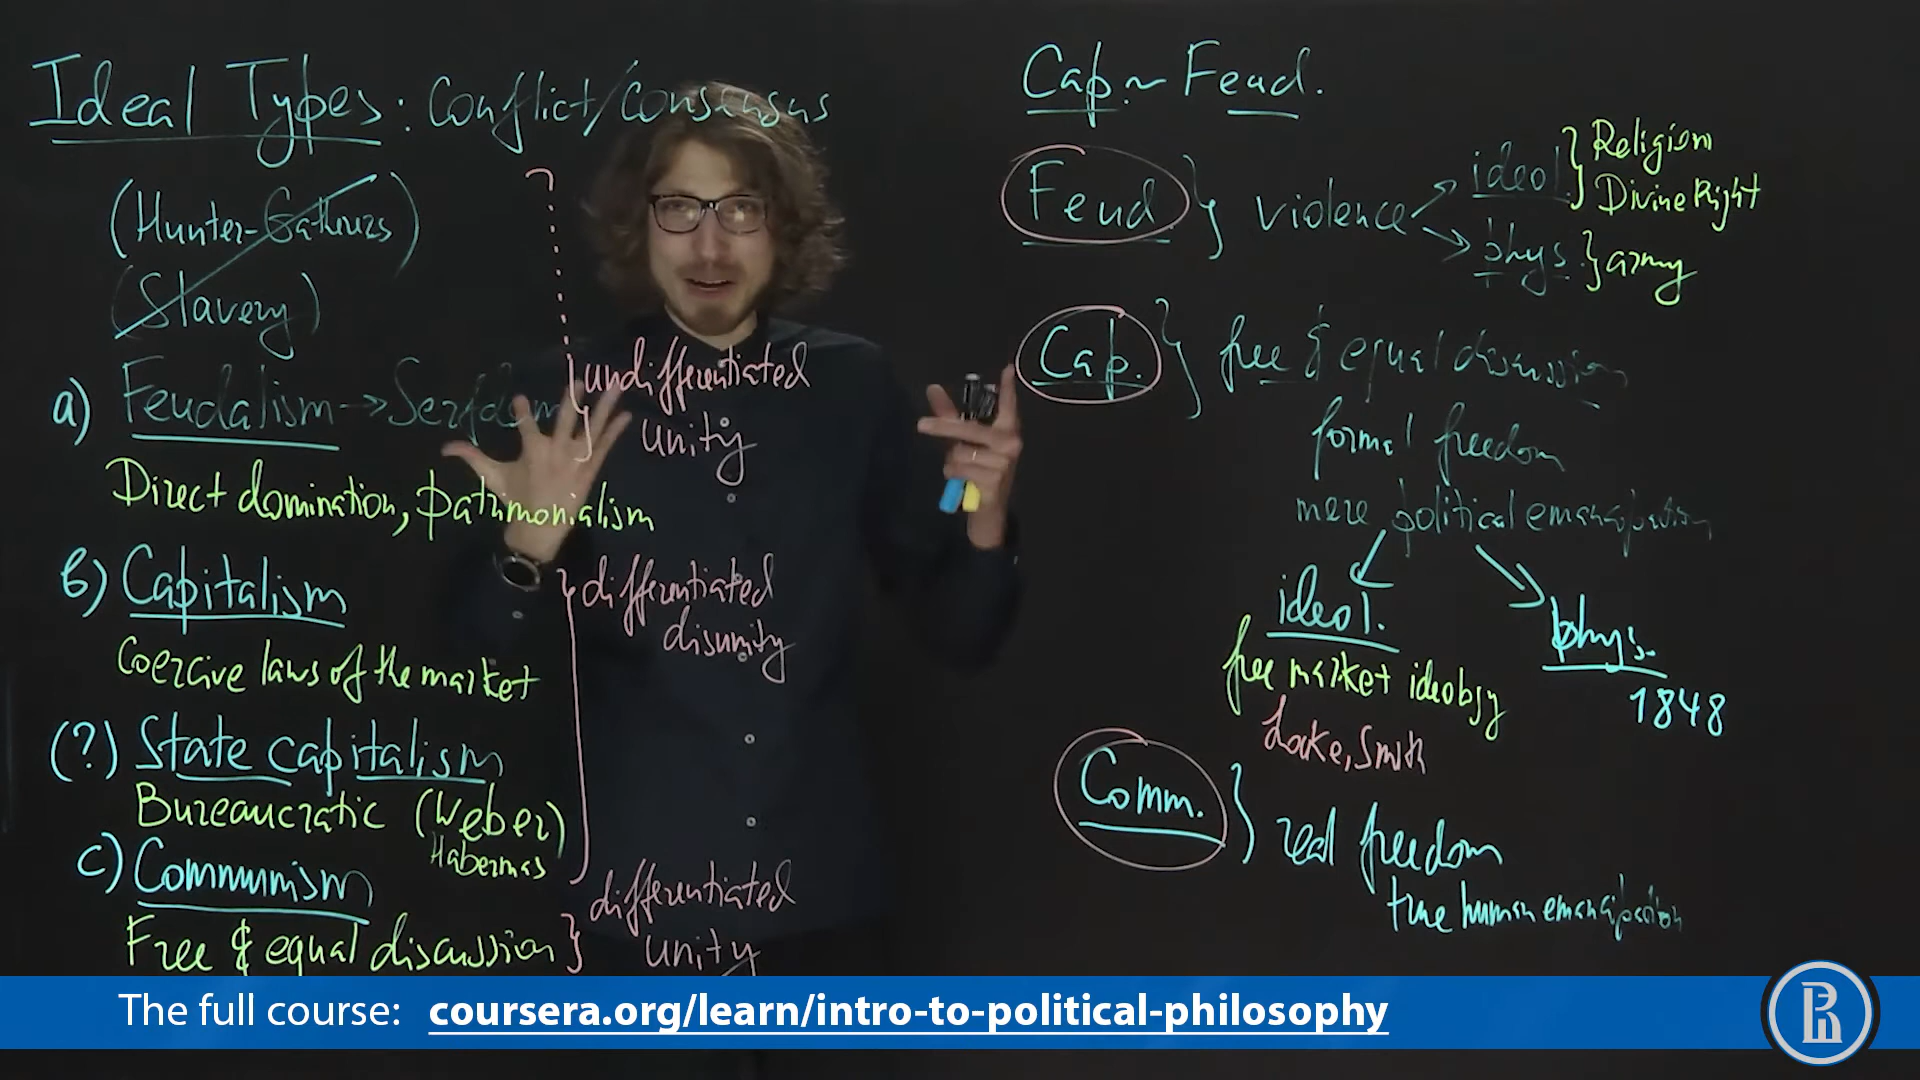 Ideal Types: Conflict/consensus
(Hunter-Gatherers)
(Slavery)
a) Feudalism → Serfdom
undifferentiated
unity
Direct domination, patrimonialism
b) Capitalism
differentiated
disunity
Coercive laws of the market
(?) State capitalism
Bureaucratic (Weber)
Habermas
c) Communism
differentiated
unity
Free & equal discussion
Cap. ~ Feud.
Feud } violence
ideol. } Religion
Divine Right
phys. } army
Cap. } free & equal discussion
formal freedom
mere political emancipation
ideol.
free market ideology
Locke, Smith
phys.
1848
Comm. } real freedom
true human emancipation
The full course: coursera.org/learn/intro-to-political-philosophy